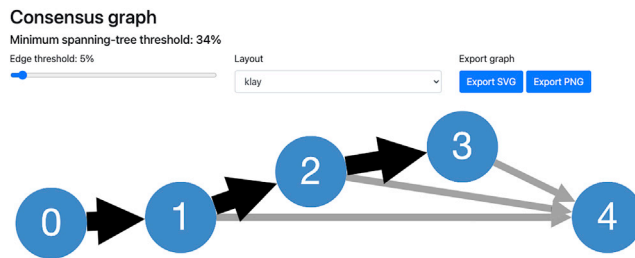 Consensus graph
Minimum spanning-tree threshold: 34%
Edge threshold: 5%
Layout
Export graph
klay
Export SVG
Export PNG
0
1
2
3
4